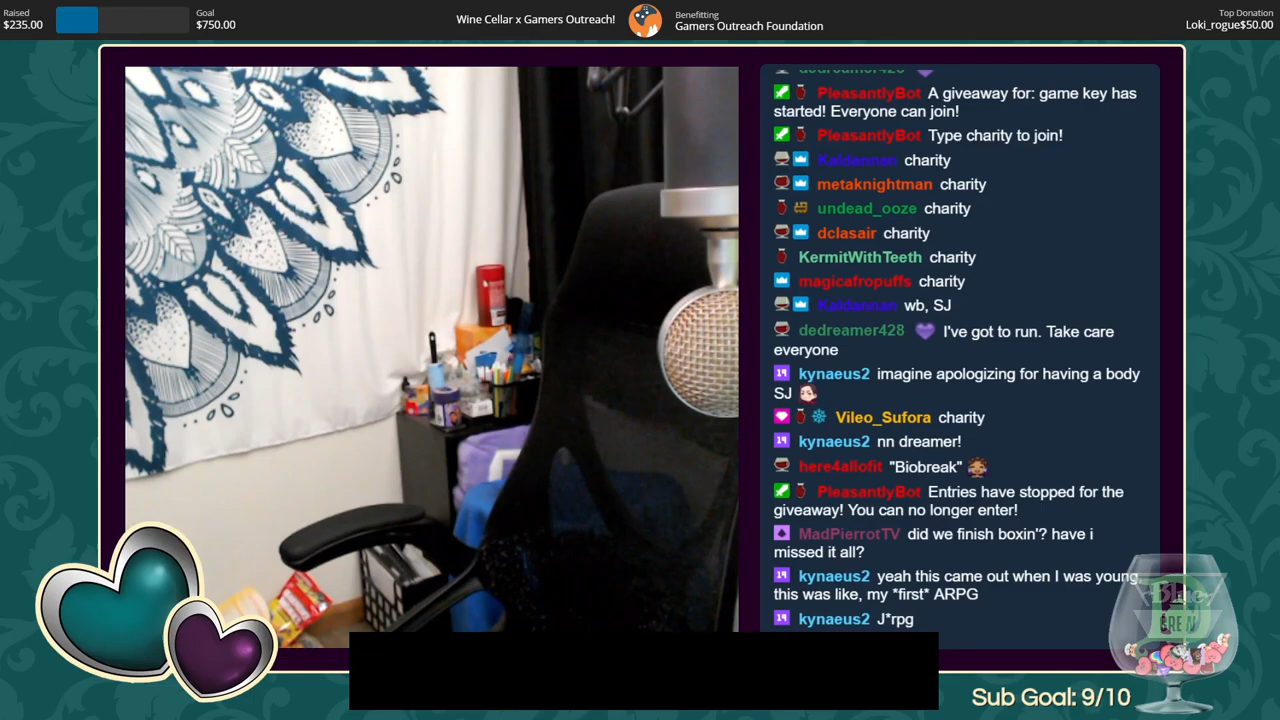 Raised
$235.00
Goal
$750.00
Wine Cellar x Gamers Outreach!
Benefitting
Gamers Outreach Foundation
Top Donation
Loki_rogue$50.00
dedreamer428
PleasantlyBot A giveaway for: game key has
started! Everyone can join!
PleasantlyBot Type charity to join!
Kaldannan charity
metaknightman charity
undead_ooze charity
dclasair charity
KermitWithTeeth charity
magicafropuffs charity
Kaldannan wb, SJ
dedreamer428 I've got to run. Take care
everyone
kynaeus2 imagine apologizing for having a body
SJ
Vileo_Sufora charity
kynaeus2 nn dreamer!
here4allofit "Biobreak"
PleasantlyBot Entries have stopped for the
giveaway! You can no longer enter!
MadPierrotTV did we finish boxin'? have i
missed it all?
kynaeus2 yeah this came out when I was young,
this was like, my *first* ARPG
kynaeus2 J*rpg
Blue
CREW
Sub Goal: 9/10